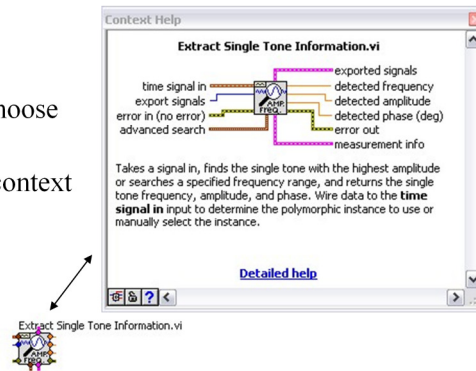 hoose
context
Context Help
Extract Single Tone Information.vi
exported signals
time signal in
detected frequency
export signals
detected amplitude
error in (no error)
detected phase (deg)
advanced search
error out
measurement info
AMP.
FREQ.
Takes a signal in, finds the single tone with the highest amplitude
or searches a specified frequency range, and returns the single
tone frequency, amplitude, and phase. Wire data to the time
signal in input to determine the polymorphic instance to use or
manually select the instance.
Detailed help
?
Extract Single Tone Information.vi
AMP.
FREQ.